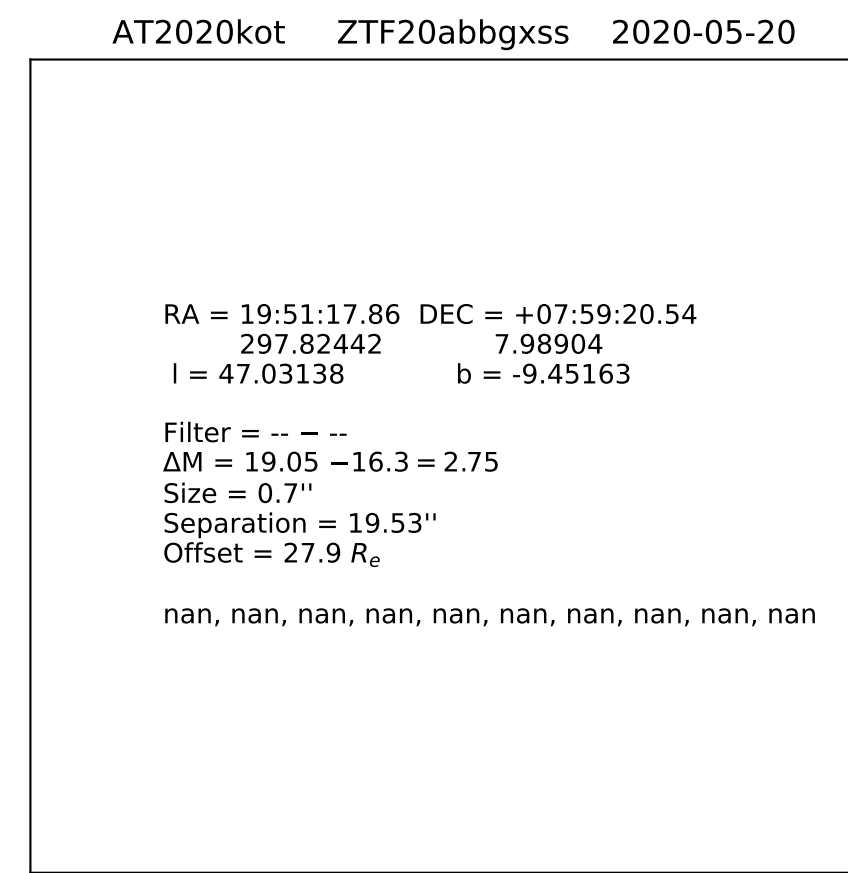 AT2020kot ZTF20abbgxss 2020-05-20
RA = 19:51:17.86 DEC = +07:59:20.54
297.82442 7.98904
l = 47.03138 b = -9.45163
Filter = -- − --
ΔM = 19.05 −16.3 = 2.75
Size = 0.7''
Separation = 19.53''
Offset = 27.9 Re
nan, nan, nan, nan, nan, nan, nan, nan, nan, nan